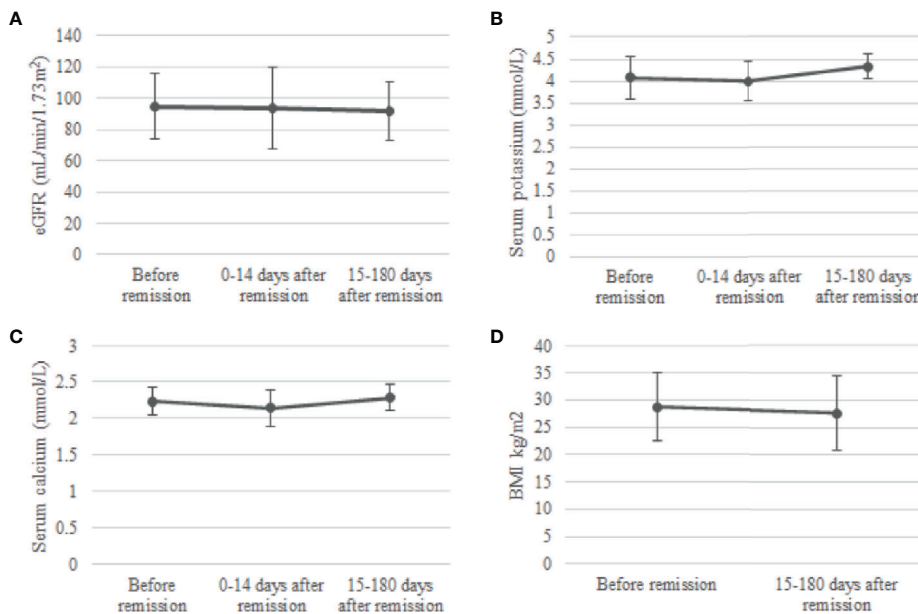 A
eGFR (mL/min/1.73m²)
140
120
100
80
60
40
20
0
Before
remission
0-14 days after
remission
15-180 days
after remission
B
Serum potassium (mmol/L)
5
4.5
4
3.5
3
2.5
2
1.5
1
0.5
0
Before
remission
0-14 days after
remission
15-180 days
after remission
C
Serum calcium (mmol/L)
3
2.5
2
1.5
1
0.5
0
Before
remission
0-14 days after
remission
15-180 days
after remission
D
BMI kg/m2
40
35
30
25
20
15
10
5
0
Before remission
15-180 days after
remission